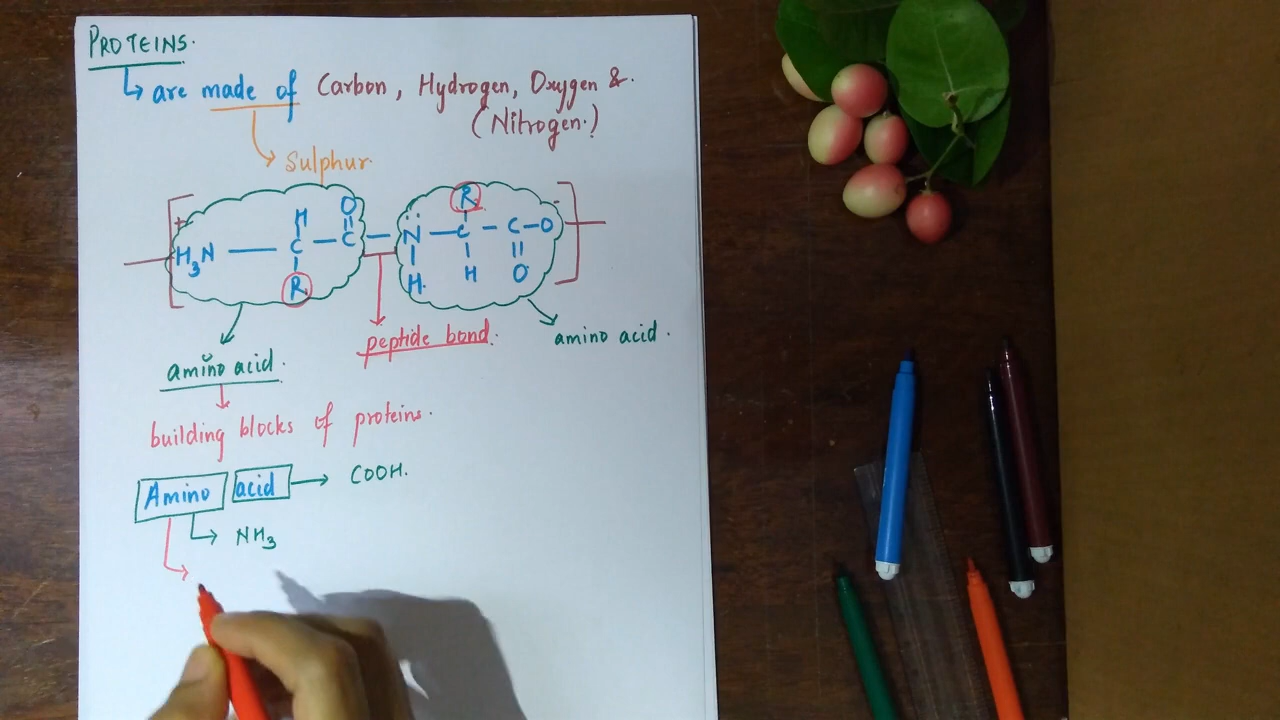 PROTEINS.
are made of Carbon, Hydrogen, Oxygen &.
(Nitrogen.)
Sulphur.
H O R
+ H₃N — C — C — N — C — C — O -
R H H O
peptide bond. amino acid.
amino acid.
building blocks of proteins.
Amino acid → COOH.
NH₃